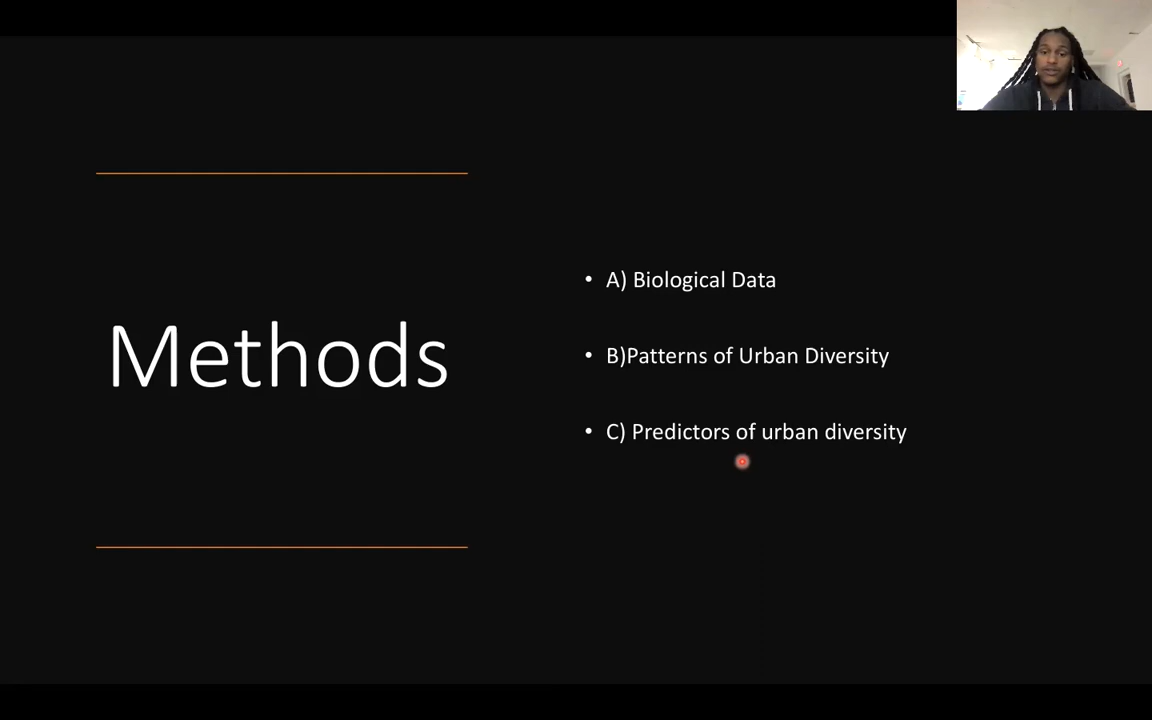 Methods
• A) Biological Data
• B)Patterns of Urban Diversity
• C) Predictors of urban diversity